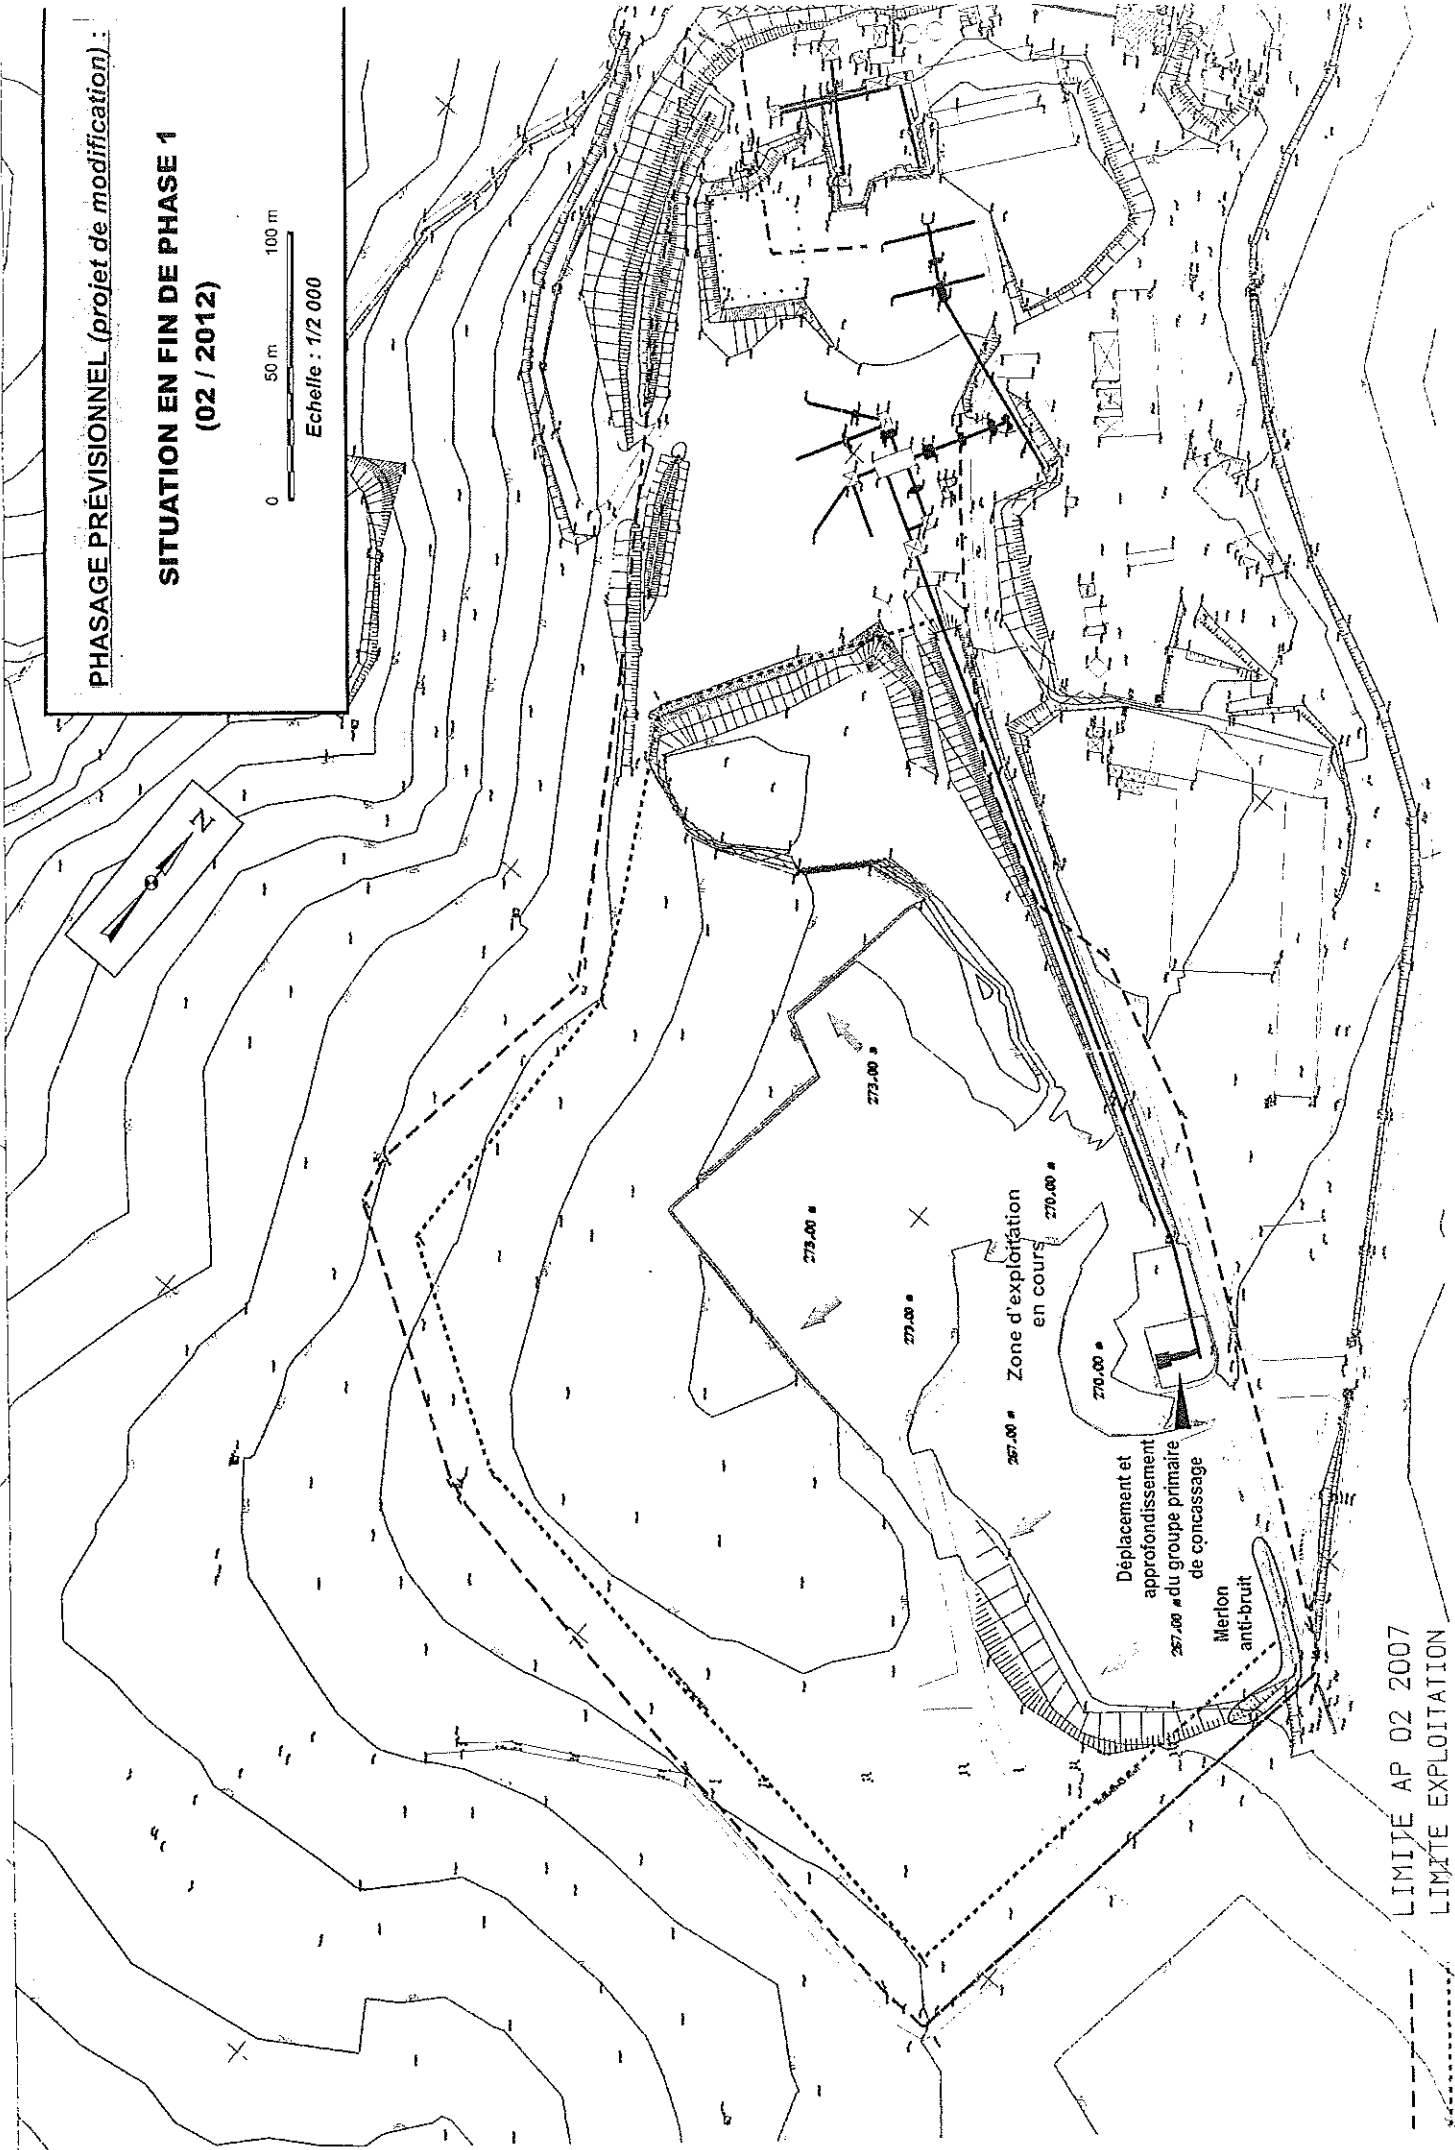 PHASAGE PRÉVISIONNEL (projet de modification) :
SITUATION EN FIN DE PHASE 1
(02 / 2012)
0 50 m 100 m
Echelle : 1/2 000
N
273.00 m
273.00 m
273.00 m
270.00 m
Zone d'exploitation
en cours
267.00 m
270.00 m
Déplacement et
approfondissement
du groupe primaire
de concassage
267.00 m
Merlon
anti-bruit
LIMITE AP 02 2007
LIMITE EXPLOITATION